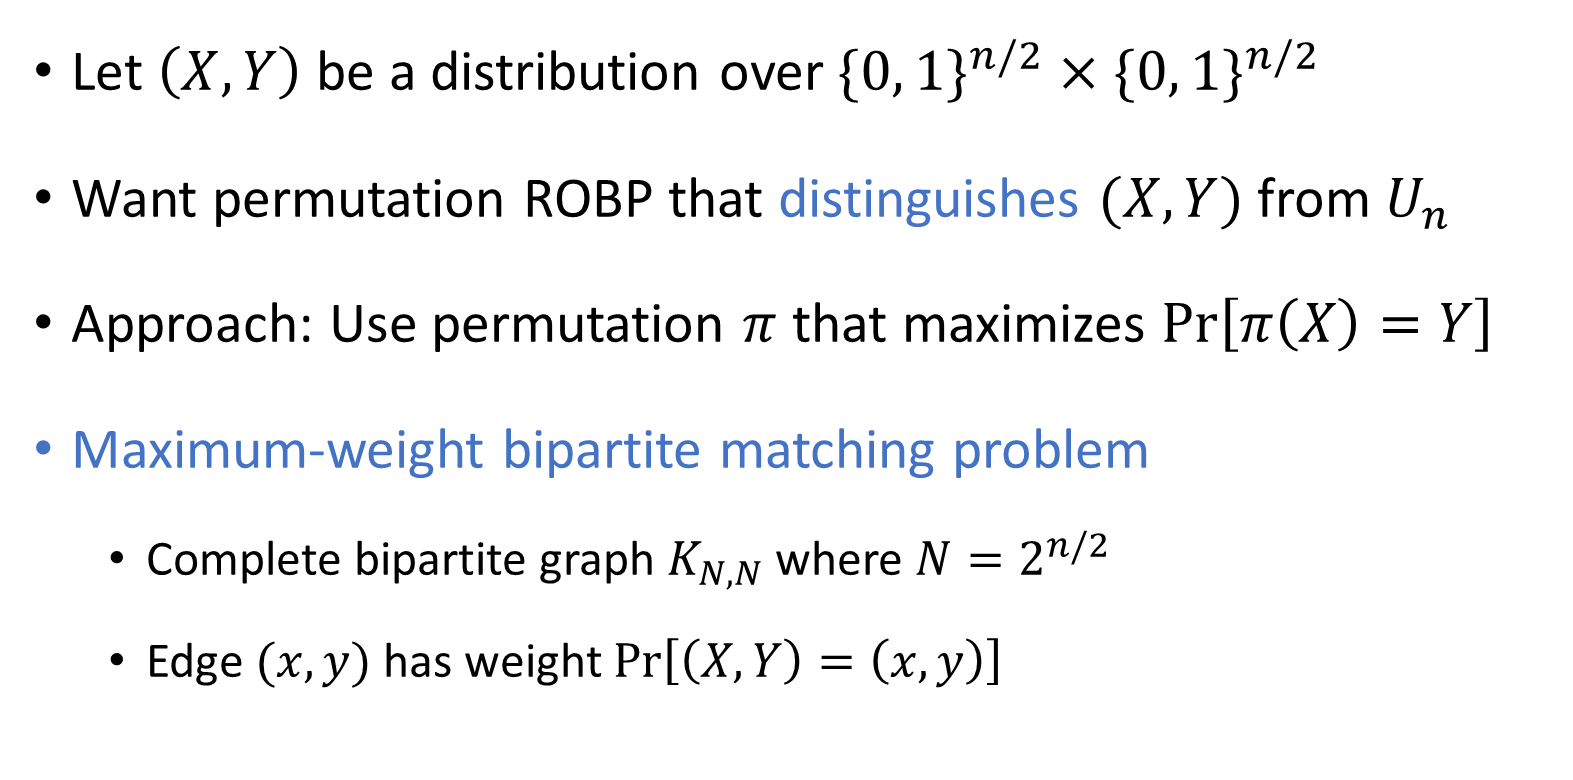 • Let (𝑋, 𝑌) be a distribution over {0, 1}^{𝑛/2} × {0, 1}^{𝑛/2}
• Want permutation ROBP that distinguishes (𝑋, 𝑌) from 𝑈_𝑛
• Approach: Use permutation 𝜋 that maximizes Pr[𝜋(𝑋) = 𝑌]
• Maximum-weight bipartite matching problem
• Complete bipartite graph 𝐾_{𝑁,𝑁} where 𝑁 = 2^{𝑛/2}
• Edge (𝑥, 𝑦) has weight Pr[(𝑋, 𝑌) = (𝑥, 𝑦)]